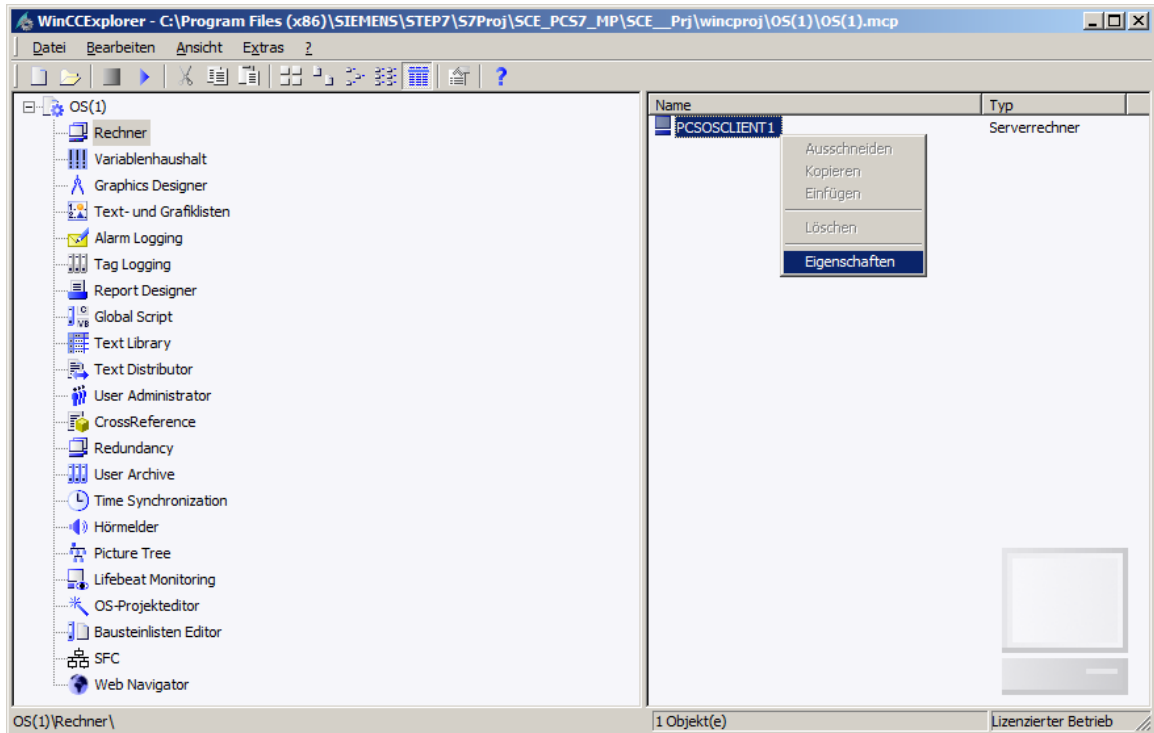 WinCCExplorer - C:\Program Files (x86)\SIEMENS\STEP7\S7Proj\SCE_PCS7_MP\SCE__Prj\wincproj\OS(1)\OS(1).mcp
Datei Bearbeiten Ansicht Extras ?
OS(1)
Rechner
Variablenhaushalt
Graphics Designer
Text- und Grafiklisten
Alarm Logging
Tag Logging
Report Designer
Global Script
Text Library
Text Distributor
User Administrator
CrossReference
Redundancy
User Archive
Time Synchronization
Hörmelder
Picture Tree
Lifebeat Monitoring
OS-Projekteditor
Bausteinlisten Editor
SFC
Web Navigator
Name Typ
PCSOSCLIENT1 Serverrechner
Ausschneiden
Kopieren
Einfügen
Löschen
Eigenschaften
OS(1)\Rechner\ 1 Objekt(e) Lizenzierter Betrieb